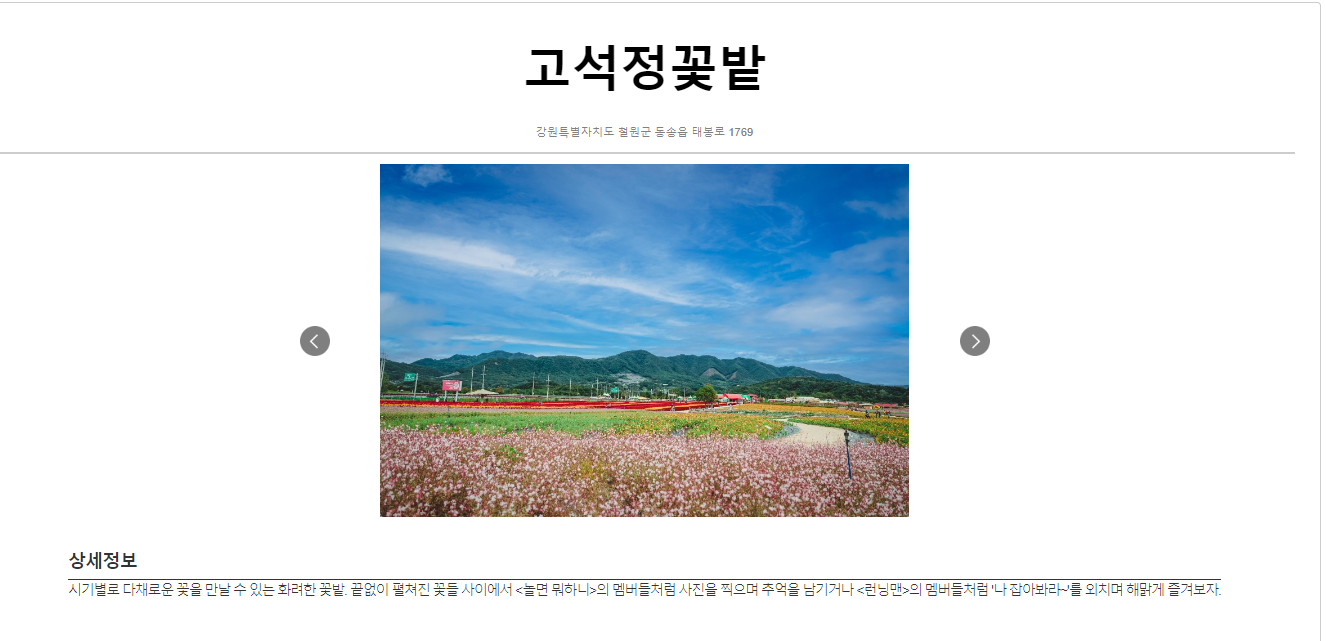 고석정꽃밭
강원특별자치도 철원군 동송읍 태봉로 1769
상세정보
시기별로 다채로운 꽃을 만날 수 있는 화려한 꽃밭. 끝없이 펼쳐진 꽃들 사이에서 <놀면 뭐하니>의 멤버들처럼 사진을 찍으며 추억을 남기거나 <런닝맨>의 멤버들처럼 '나 잡아봐라~'를 외치며 해맑게 즐겨보자.